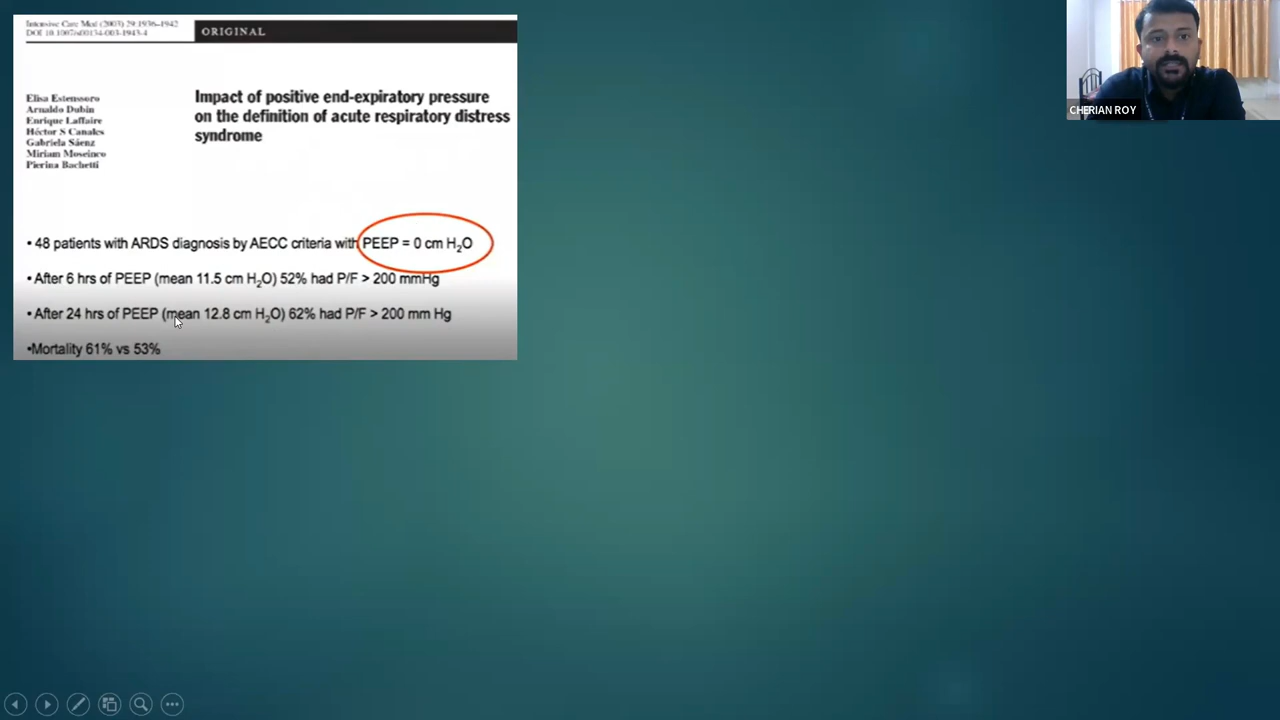 Intensive Care Med (2003) 29:1936–1942
DOI 10.1007/s00134-003-1943-4
ORIGINAL
Elisa Estenssoro
Arnaldo Dubin
Enrique Laffaire
Héctor S Canales
Gabriela Sáenz
Miriam Moseinco
Pierina Bachetti
Impact of positive end-expiratory pressure
on the definition of acute respiratory distress
syndrome
• 48 patients with ARDS diagnosis by AECC criteria with PEEP = 0 cm H₂O
• After 6 hrs of PEEP (mean 11.5 cm H₂O) 52% had P/F > 200 mmHg
• After 24 hrs of PEEP (mean 12.8 cm H₂O) 62% had P/F > 200 mm Hg
•Mortality 61% vs 53%
CHERIAN ROY